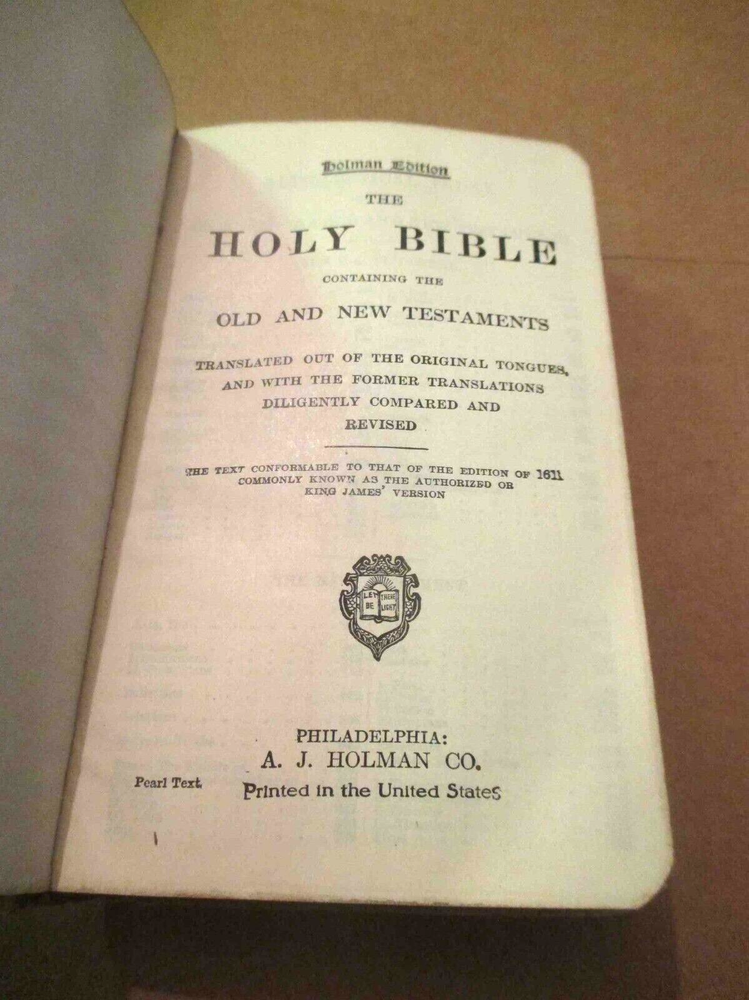 Holman Edition
THE
HOLY BIBLE
CONTAINING THE
OLD AND NEW TESTAMENTS
TRANSLATED OUT OF THE ORIGINAL TONGUES,
AND WITH THE FORMER TRANSLATIONS
DILIGENTLY COMPARED AND
REVISED
THE TEXT CONFORMABLE TO THAT OF THE EDITION OF 1611
COMMONLY KNOWN AS THE AUTHORIZED OR
KING JAMES' VERSION
LET THERE
BE LIGHT
PHILADELPHIA:
A. J. HOLMAN CO.
Pearl Text.
Printed in the United States